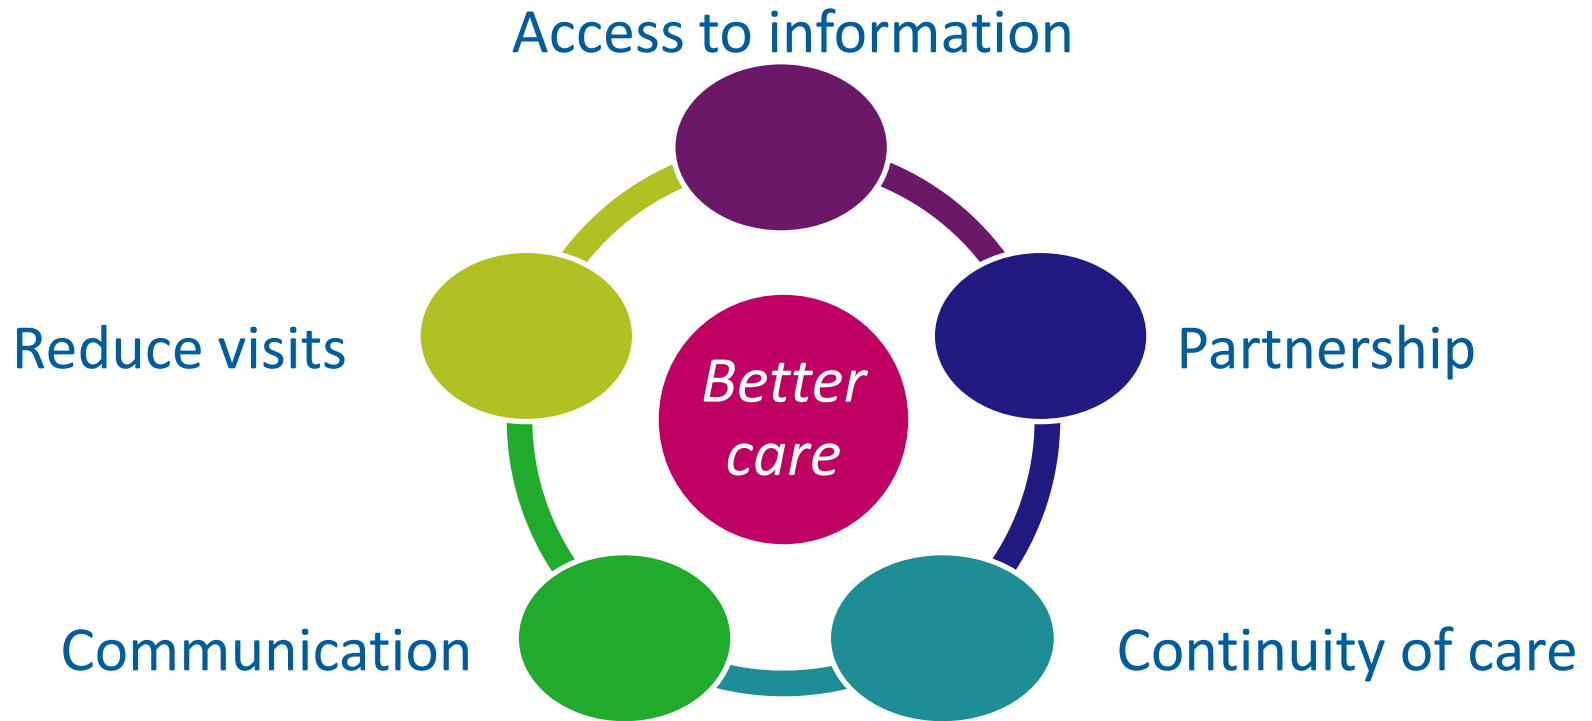 Access to information
Reduce visits
Partnership
Better
care
Communication
Continuity of care